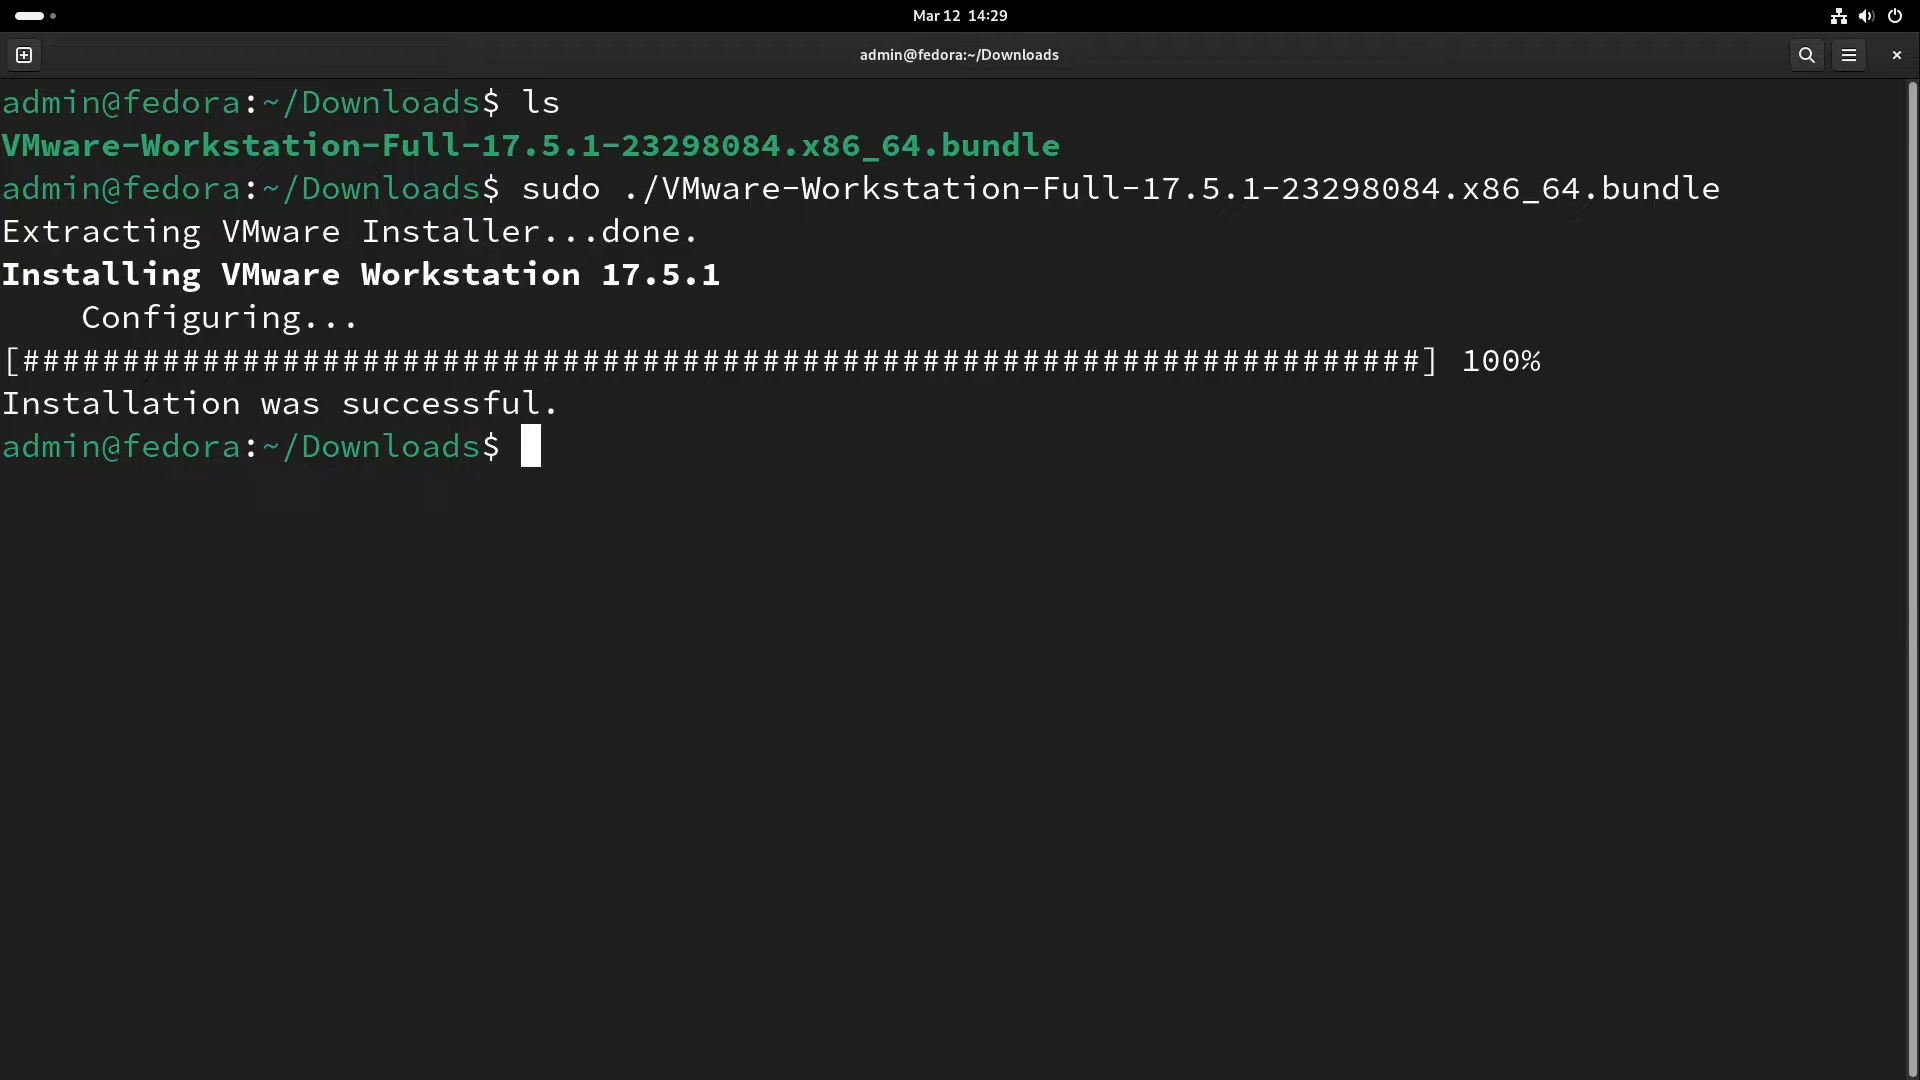 Mar 12 14:29
admin@fedora:~/Downloads
admin@fedora:~/Downloads$ ls
VMware-Workstation-Full-17.5.1-23298084.x86_64.bundle
admin@fedora:~/Downloads$ sudo ./VMware-Workstation-Full-17.5.1-23298084.x86_64.bundle
Extracting VMware Installer...done.
Installing VMware Workstation 17.5.1
    Configuring...
[######################################################################] 100%
Installation was successful.
admin@fedora:~/Downloads$